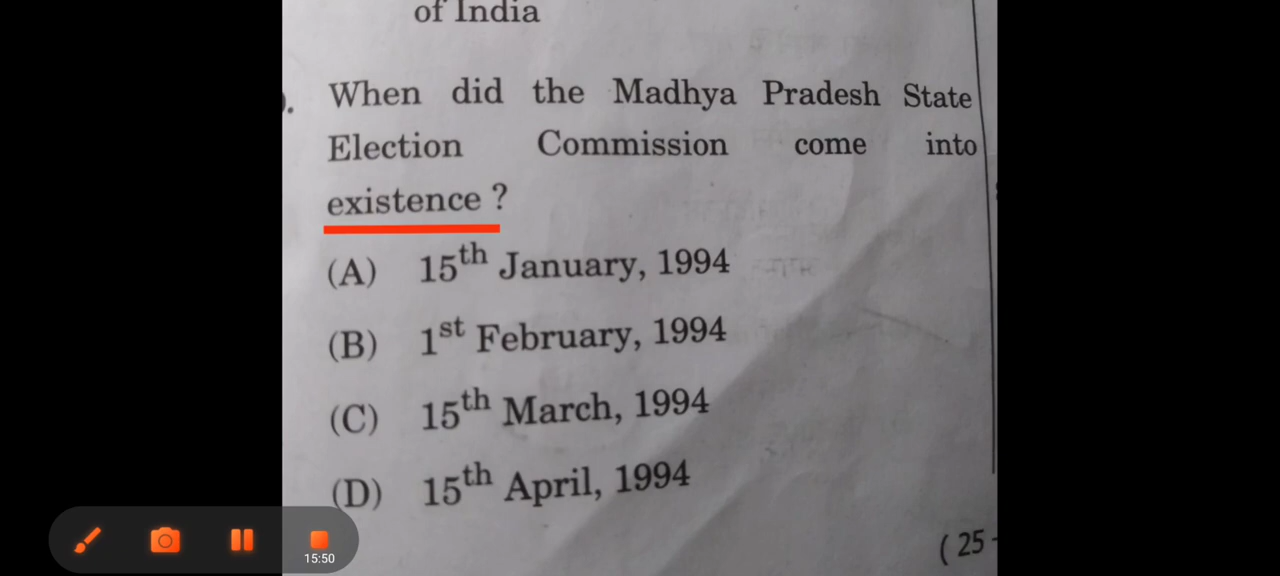 of India
When did the Madhya Pradesh State
Election Commission come into
existence ?
(A) 15th January, 1994
(B) 1st February, 1994
(C) 15th March, 1994
(D) 15th April, 1994
(25-
15:50